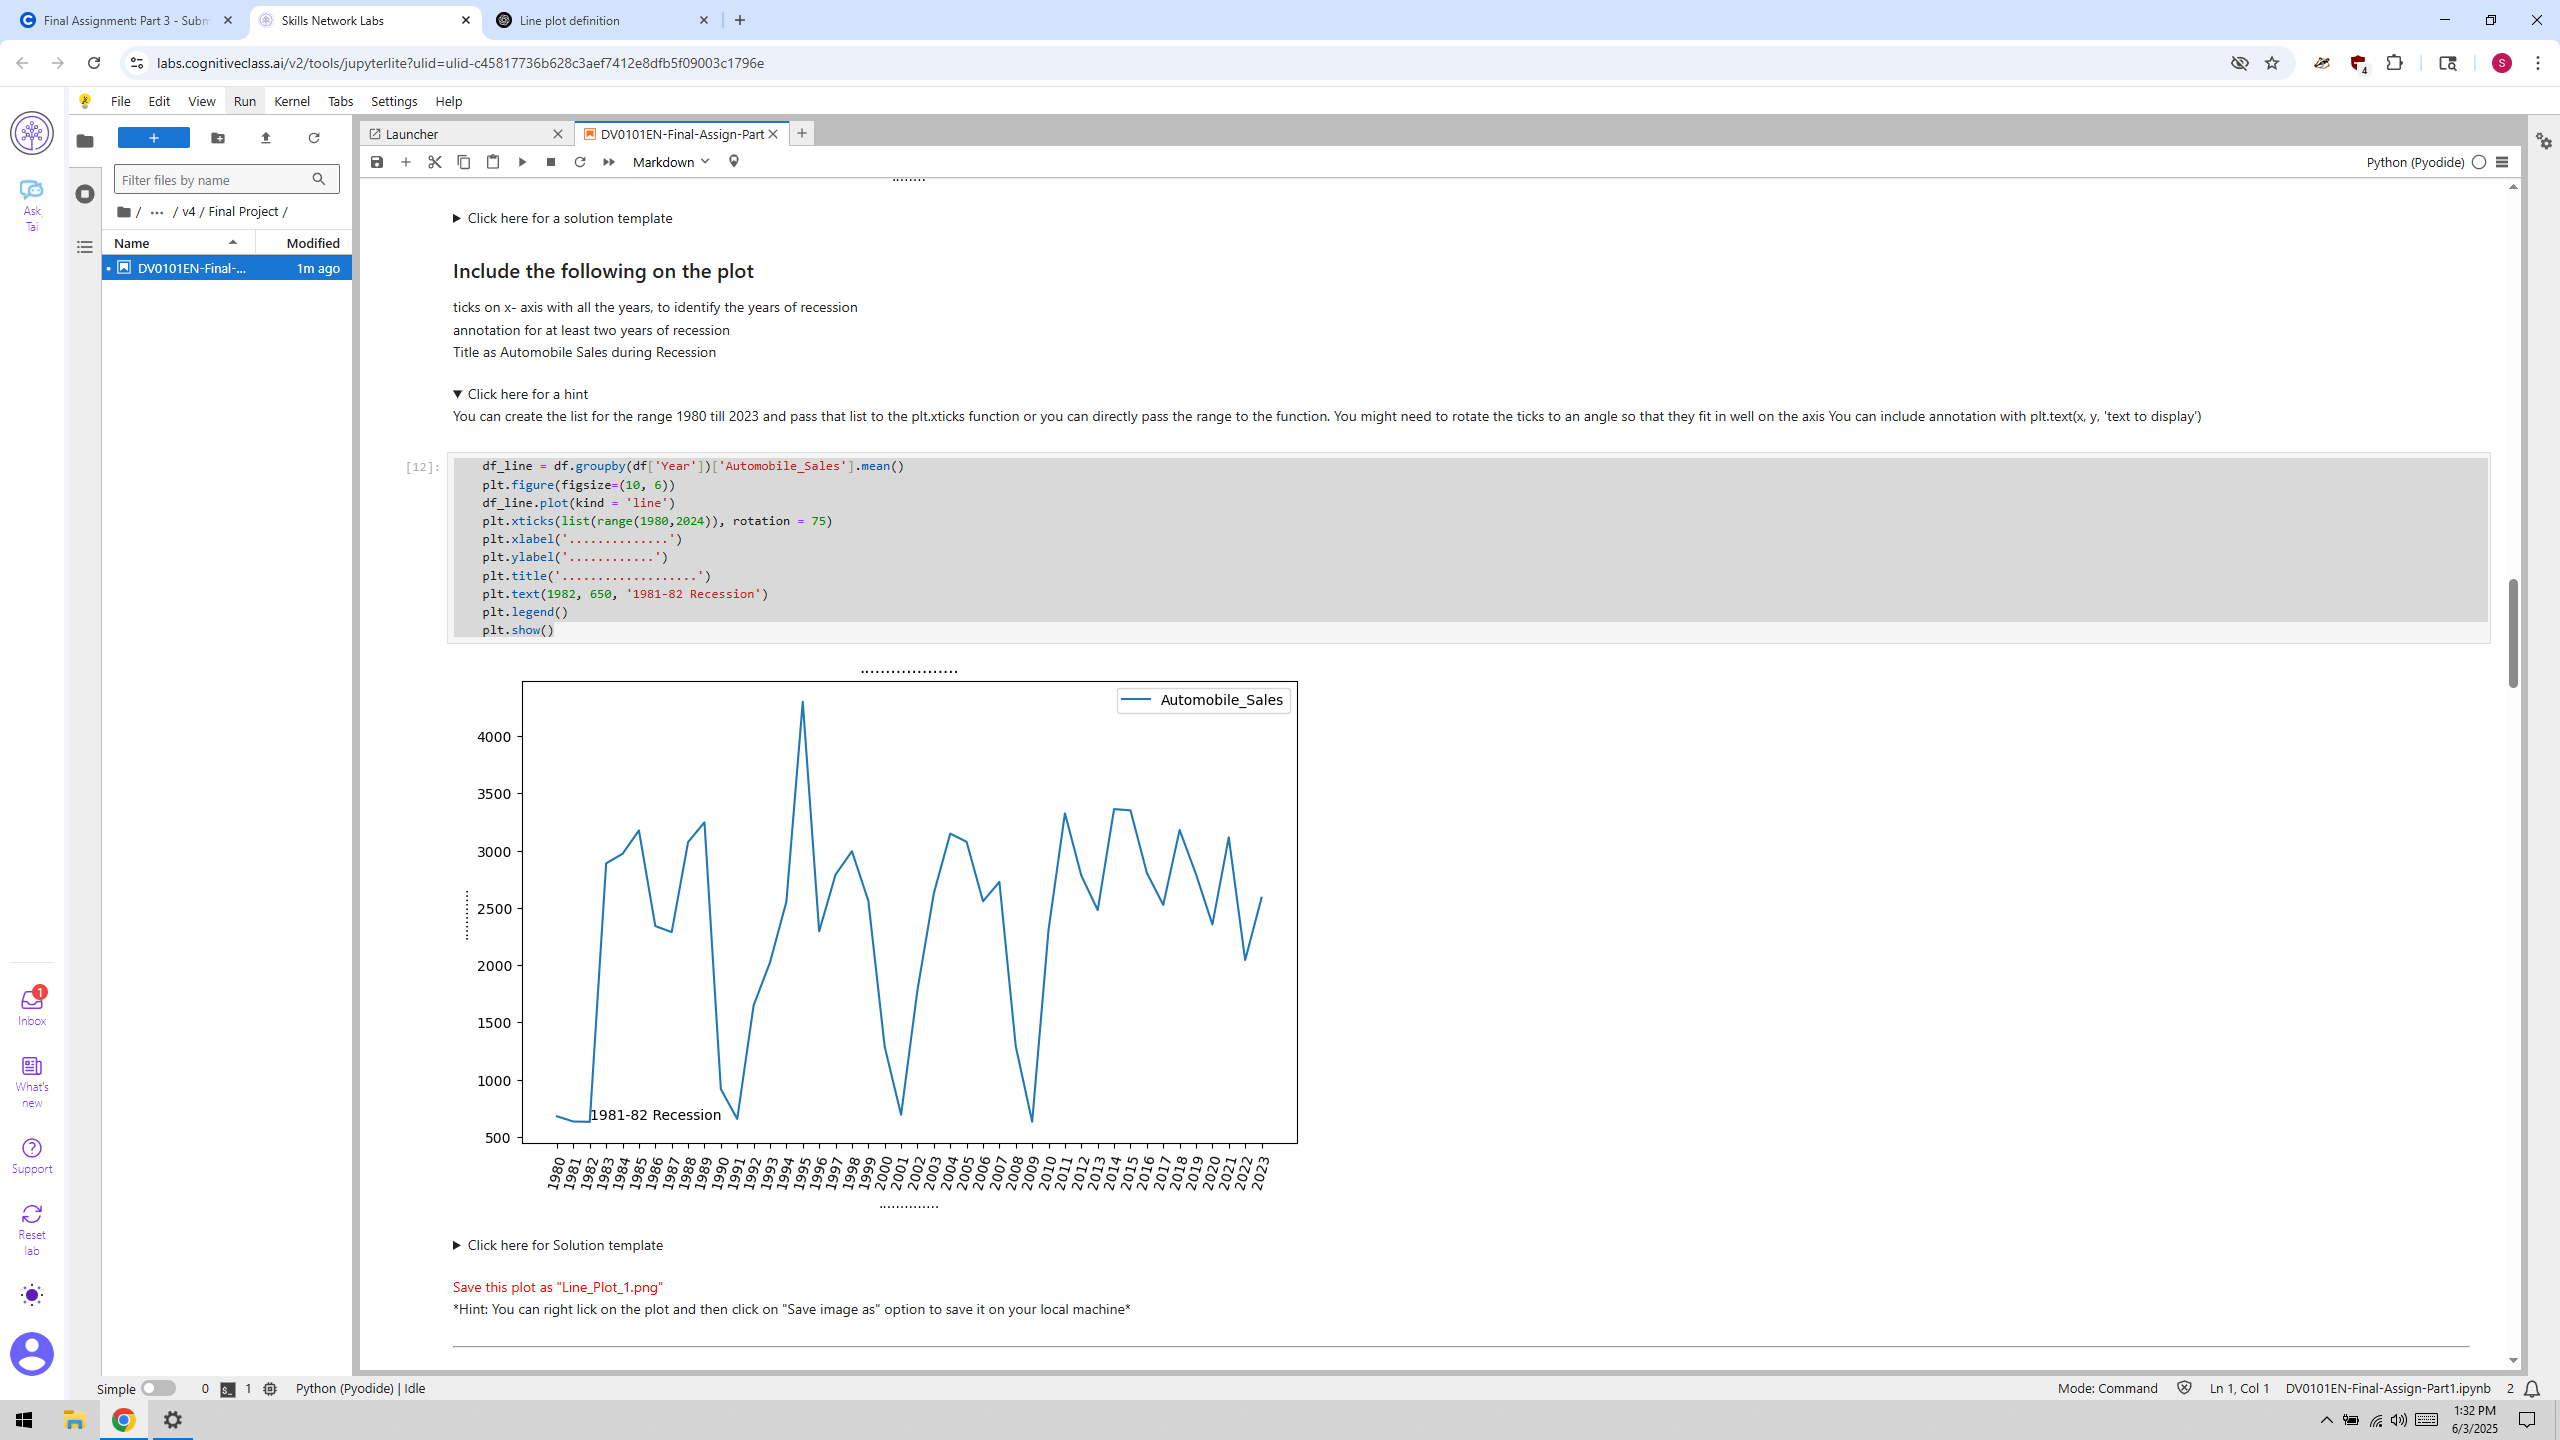 Final Assignment: Part 3 - Subm
Skills Network Labs
Line plot definition
labs.cognitiveclass.ai/v2/tools/jupyterlite?ulid=ulid-c45817736b628c3aef7412e8dfb5f09003c1796e
4
S
File Edit View Run Kernel Tabs Settings Help
Ask Tai
+
Filter files by name
/ ··· / v4 / Final Project /
Name Modified
DV0101EN-Final-... 1m ago
Launcher
DV0101EN-Final-Assign-Part
Markdown
Python (Pyodide)
Click here for a solution template
Include the following on the plot
ticks on x- axis with all the years, to identify the years of recession
annotation for at least two years of recession
Title as Automobile Sales during Recession
Click here for a hint
You can create the list for the range 1980 till 2023 and pass that list to the plt.xticks function or you can directly pass the range to the function. You might need to rotate the ticks to an angle so that they fit in well on the axis You can include annotation with plt.text(x, y, 'text to display')
[12]:
df_line = df.groupby(df['Year'])['Automobile_Sales'].mean()
plt.figure(figsize=(10, 6))
df_line.plot(kind = 'line')
plt.xticks(list(range(1980,2024)), rotation = 75)
plt.xlabel('..............')
plt.ylabel('............')
plt.title('...................')
plt.text(1982, 650, '1981-82 Recession')
plt.legend()
plt.show()
...................
Automobile_Sales
4000
3500
3000
2500
2000
1500
1000
500
............
1981-82 Recession
1980 1981 1982 1983 1984 1985 1986 1987 1988 1989 1990 1991 1992 1993 1994 1995 1996 1997 1998 1999 2000 2001 2002 2003 2004 2005 2006 2007 2008 2009 2010 2011 2012 2013 2014 2015 2016 2017 2018 2019 2020 2021 2022 2023
..............
Click here for Solution template
Save this plot as "Line_Plot_1.png"
*Hint: You can right lick on the plot and then click on "Save image as" option to save it on your local machine*
1
Inbox
What's new
Support
Reset lab
Simple 0 1 Python (Pyodide) | Idle
Mode: Command Ln 1, Col 1 DV0101EN-Final-Assign-Part1.ipynb 2
1:32 PM
6/3/2025